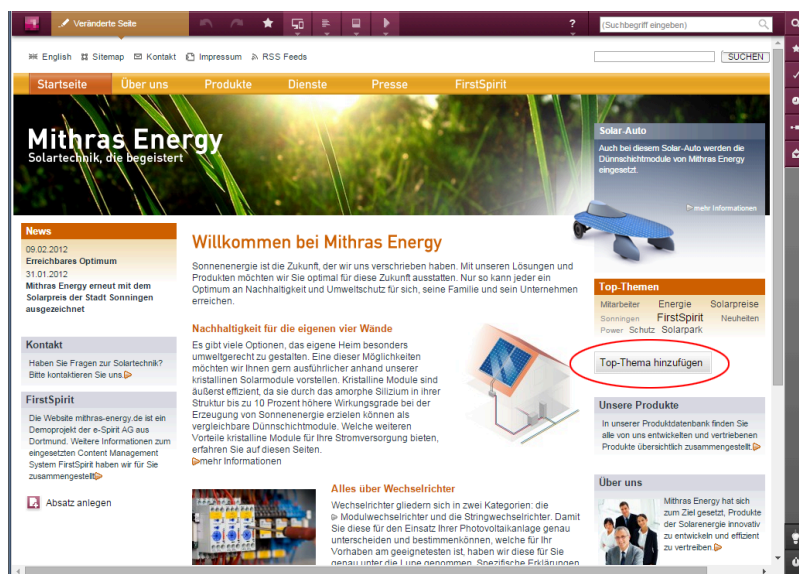 Veränderte Seite
?
(Suchbegriff eingeben)
English Sitemap Kontakt Impressum RSS Feeds
SUCHEN
Startseite Über uns Produkte Dienste Presse FirstSpirit
Mithras Energy
Solartechnik, die begeistert
Solar-Auto
Auch bei diesem Solar-Auto werden die
Dünnschichtmodule von Mithras Energy
eingesetzt.
mehr Informationen
News
09.02.2012
Erreichbares Optimum
31.01.2012
Mithras Energy erneut mit dem
Solarpreis der Stadt Sonningen
ausgezeichnet
Kontakt
Haben Sie Fragen zur Solartechnik?
Bitte kontaktieren Sie uns.
FirstSpirit
Die Website mithras-energy.de ist ein
Demoprojekt der e-Spirit AG aus
Dortmund. Weitere Informationen zum
eingesetzten Content Management
System FirstSpirit haben wir für Sie
zusammengestellt
Absatz anlegen
Willkommen bei Mithras Energy
Sonnenenergie ist die Zukunft, der wir uns verschrieben haben. Mit unseren Lösungen und
Produkten möchten wir Sie optimal für diese Zukunft ausstatten. Nur so kann jeder ein
Optimum an Nachhaltigkeit und Umweltschutz für sich, seine Familie und sein Unternehmen
erreichen.
Nachhaltigkeit für die eigenen vier Wände
Es gibt viele Optionen, das eigene Heim besonders
umweltgerecht zu gestalten. Eine dieser Möglichkeiten
möchten wir Ihnen gern ausführlicher anhand unserer
kristallinen Solarmodule vorstellen. Kristalline Module sind
äußerst effizient, da sie durch das amorphe Silizium in ihrer
Struktur bis zu 10 Prozent höhere Wirkungsgrade bei der
Erzeugung von Sonnenenergie erzielen können als
vergleichbare Dünnschichtmodule. Welche weiteren
Vorteile kristalline Module für Ihre Stromversorgung bieten,
erfahren Sie auf diesen Seiten.
mehr Informationen
Alles über Wechselrichter
Wechselrichter gliedern sich in zwei Kategorien: die
Modulwechselrichter und die Stringwechselrichter. Damit
Sie diese für den Einsatz Ihrer Photovoltaikanlage genau
unterscheiden und bestimmenkönnen, welche für Ihr
Vorhaben am geeignetesten ist, haben wir diese für Sie
genau unter die Lupe genommen. Spezifische Erklärungen
Top-Themen
Mitarbeiter Energie Solarpreise
Sonningen FirstSpirit Neuheiten
Power Schutz Solarpark
Top-Thema hinzufügen
Unsere Produkte
In unserer Produktdatenbank finden Sie
alle von uns entwickelten und vertriebenen
Produkte übersichtlich zusammengestellt.
Über uns
Mithras Energy hat sich
zum Ziel gesetzt, Produkte
der Solarenergie innovativ
zu entwickeln und effizient
zu vertreiben.